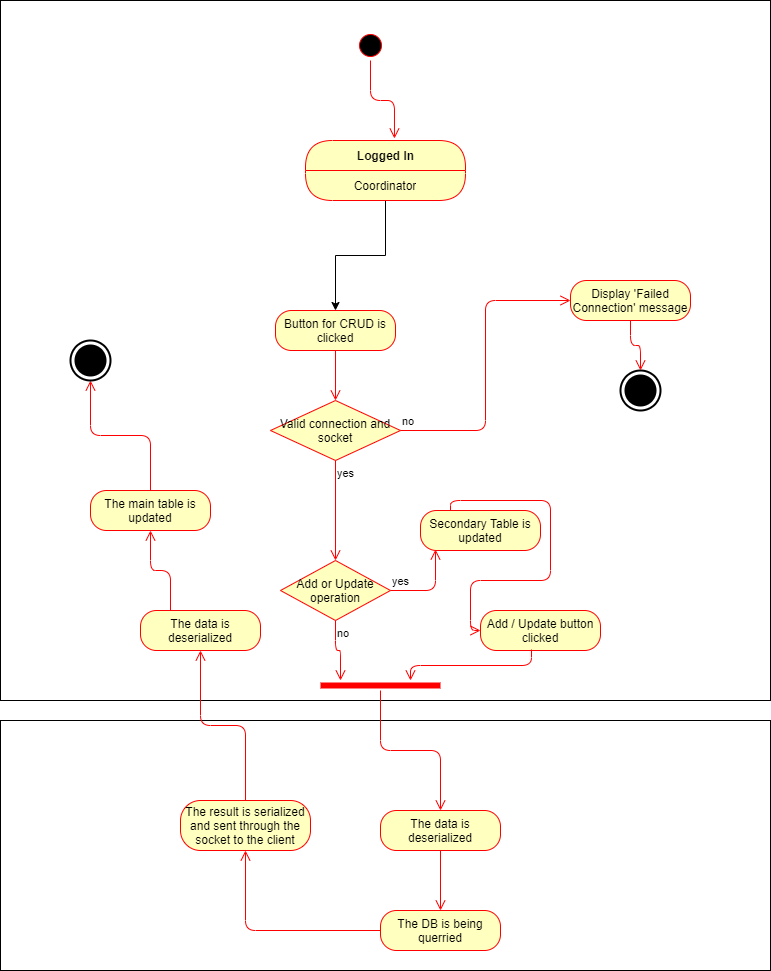 Logged In
Coordinator
Button for CRUD is
clicked
Display 'Failed
Connection' message
Valid connection and
socket
no
yes
The main table is
updated
Secondary Table is
updated
Add or Update
operation
yes
no
The data is
deserialized
Add / Update button
clicked
The result is serialized
and sent through the
socket to the client
The data is
deserialized
The DB is being
querried